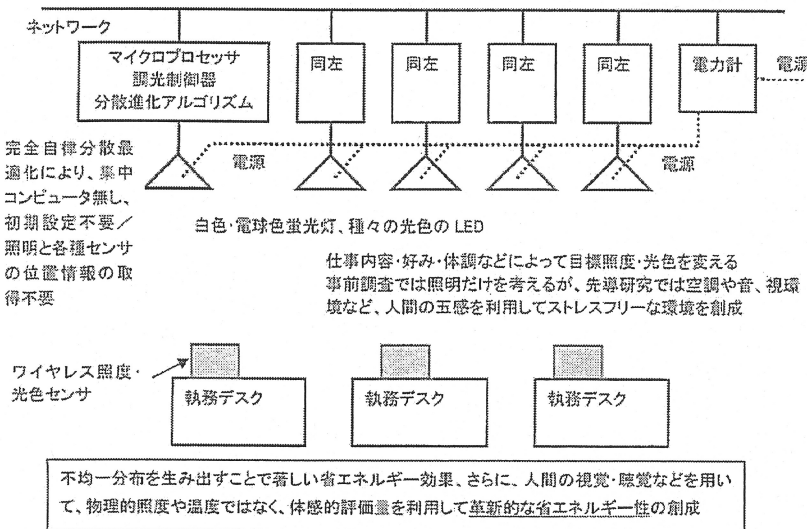 ネットワーク
マイクロプロセッサ
調光制御器
分散進化アルゴリズム
同左
同左
同左
同左
電力計
電源
完全自律分散最
適化により、集中
コンピュータ無し、
初期設定不要／
照明と各種センサ
の位置情報の取
得不要
電源
電源
白色・電球色蛍光灯、種々の光色の LED
仕事内容・好み・体調などによって目標照度・光色を変える
事前調査では照明だけを考えるが、先導研究では空調や音、視環
境など、人間の五感を利用してストレスフリーな環境を創成
ワイヤレス照度・
光色センサ
執務デスク
執務デスク
執務デスク
不均一分布を生み出すことで著しい省エネルギー効果、さらに、人間の視覚・聴覚などを用い
て、物理的照度や温度ではなく、体感的評価量を利用して革新的な省エネルギー性の創成